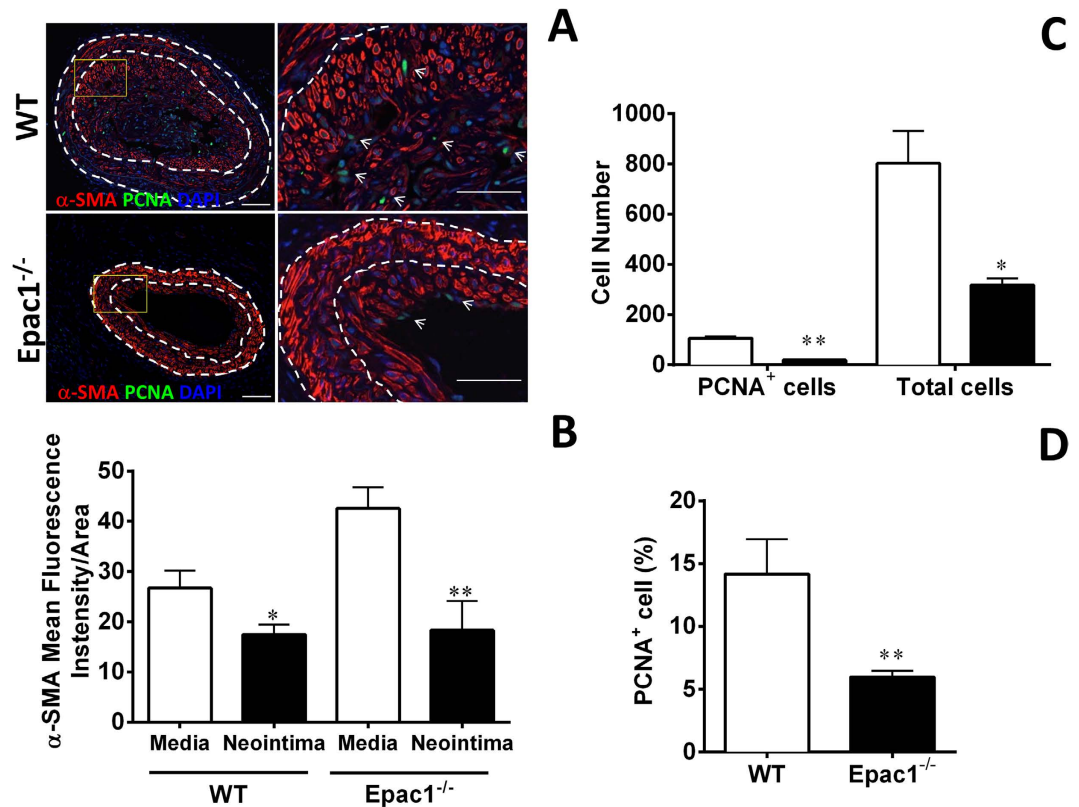 A
WT
α-SMA PCNA DAPI
Epac1-/-
α-SMA PCNA DAPI
B
α-SMA Mean Fluorescence
Instensity/Area
50
40
30
20
10
0
*
**
Media Neointima Media Neointima
WT Epac1-/-
C
Cell Number
1000
800
600
400
200
0
**
*
PCNA+ cells Total cells
D
PCNA+ cell (%)
20
15
10
5
0
**
WT Epac1-/-